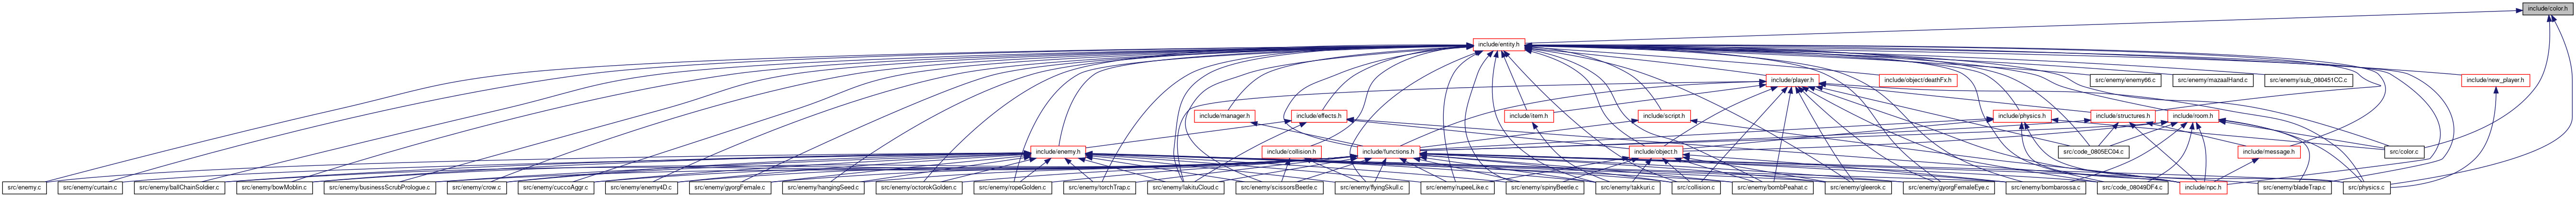 include/color.h
include/entity.h
include/player.h
include/object/deathFx.h
src/enemy/enemy66.c
src/enemy/mazaalHand.c
src/enemy/sub_080451CC.c
include/new_player.h
include/manager.h
include/effects.h
include/item.h
include/script.h
include/physics.h
include/structures.h
include/room.h
include/enemy.h
include/collision.h
include/functions.h
include/object.h
src/code_0805EC04.c
include/message.h
src/color.c
src/enemy.c
src/enemy/curtain.c
src/enemy/ballChainSoldier.c
src/enemy/bowMoblin.c
src/enemy/businessScrubPrologue.c
src/enemy/crow.c
src/enemy/cuccoAggr.c
src/enemy/enemy4D.c
src/enemy/gyorgFemale.c
src/enemy/hangingSeed.c
src/enemy/octorokGolden.c
src/enemy/ropeGolden.c
src/enemy/torchTrap.c
src/enemy/lakituCloud.c
src/enemy/scissorsBeetle.c
src/enemy/flyingSkull.c
src/enemy/rupeeLike.c
src/enemy/spinyBeetle.c
src/enemy/takkuri.c
src/collision.c
src/enemy/bombPeahat.c
src/enemy/gleerok.c
src/enemy/gyorgFemaleEye.c
src/enemy/bombarossa.c
src/code_08049DF4.c
include/npc.h
src/enemy/bladeTrap.c
src/physics.c